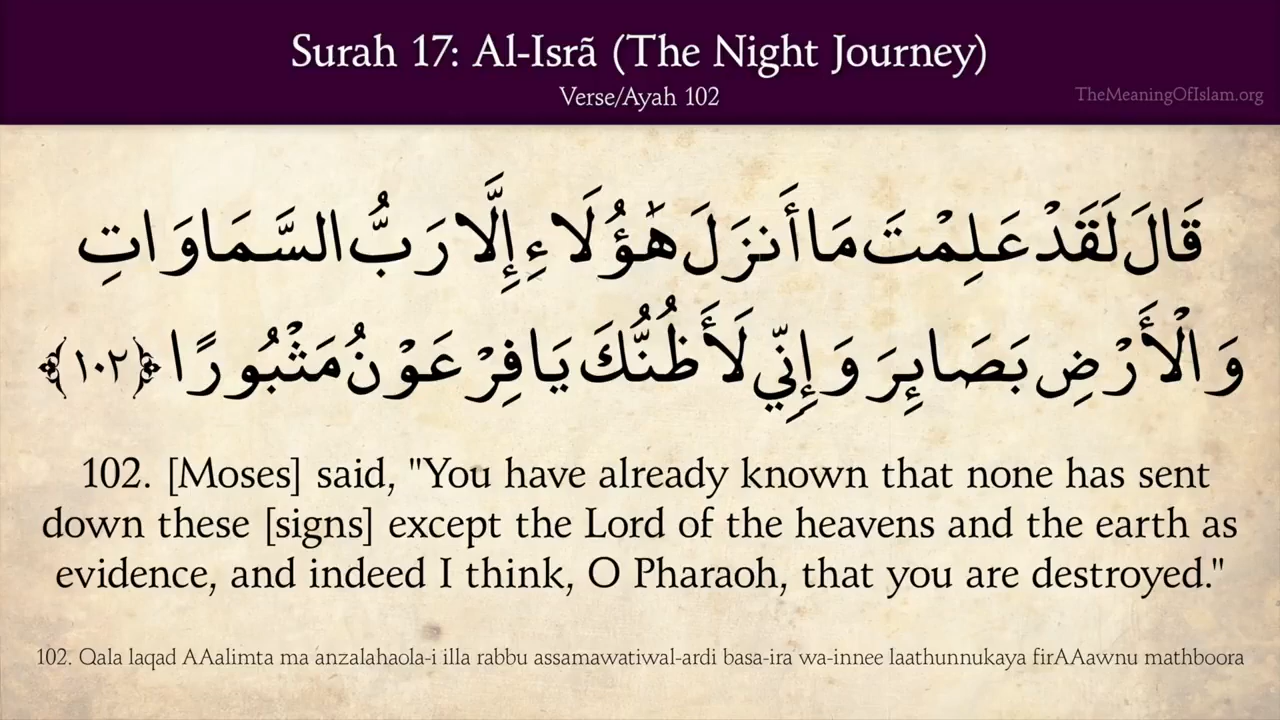 Surah 17: Al-Isrã (The Night Journey)
Verse/Ayah 102
TheMeaningOfIslam.org
قَالَ لَقَدْ عَلِمْتَ مَا أَنزَلَ هَٰؤُلَاءِ إِلَّا رَبُّ السَّمَاوَاتِ
وَالْأَرْضِ بَصَائِرَ وَإِنِّي لَأَظُنُّكَ يَا فِرْعَوْنُ مَثْبُورًا ﴿١٠٢﴾
102. [Moses] said, "You have already known that none has sent
down these [signs] except the Lord of the heavens and the earth as
evidence, and indeed I think, O Pharaoh, that you are destroyed."
102. Qala laqad AAalimta ma anzalahaola-i illa rabbu assamawatiwal-ardi basa-ira wa-innee laathunnukaya firAAawnu mathboora